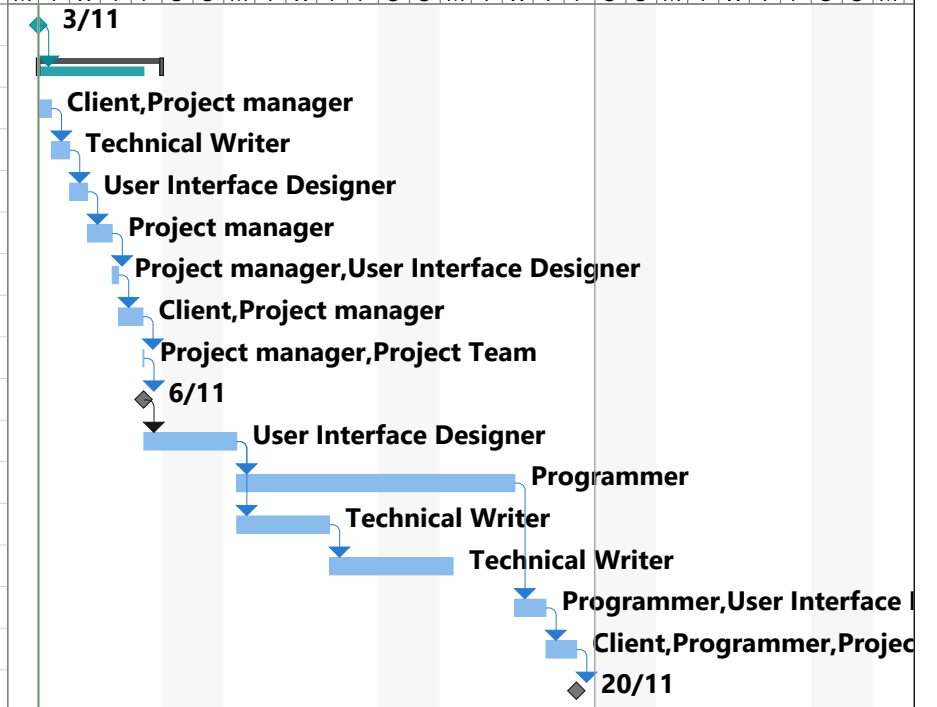 3/11
Client,Project manager
Technical Writer
User Interface Designer
Project manager
Project manager,User Interface Designer
Client,Project manager
Project manager,Project Team
6/11
User Interface Designer
Programmer
Technical Writer
Technical Writer
Programmer,User Interface
Client,Programmer,Projec
20/11